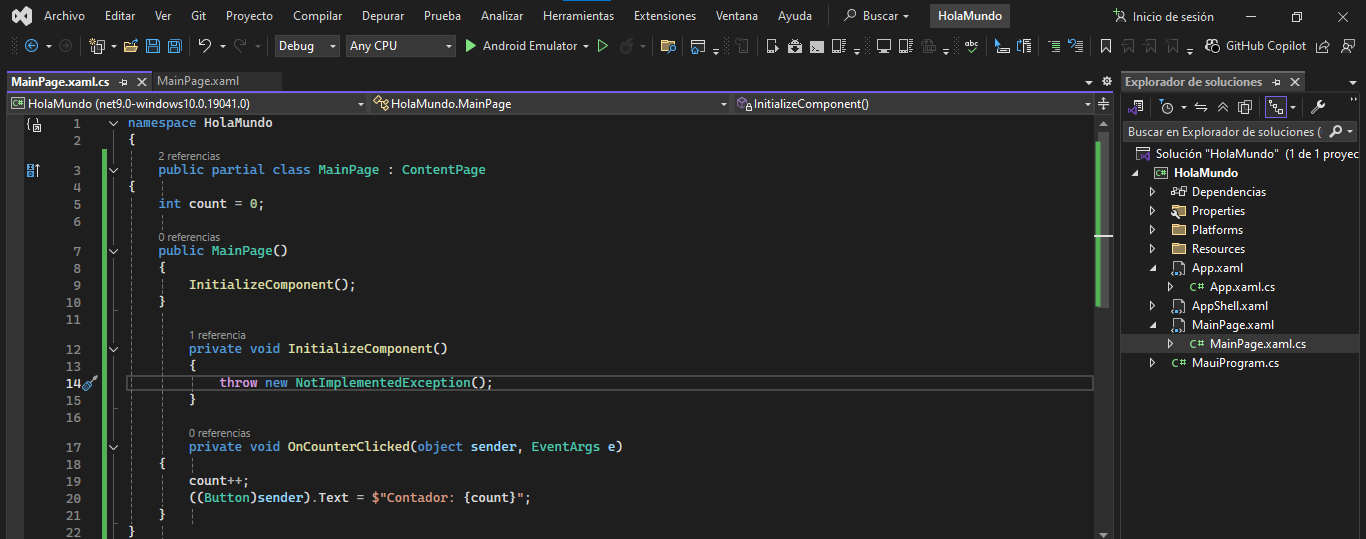 Archivo Editar Ver Git Proyecto Compilar Depurar Prueba Analizar Herramientas Extensiones Ventana Ayuda Buscar HolaMundo Inicio de sesión
Debug Any CPU Android Emulator abc GitHub Copilot
MainPage.xaml.cs MainPage.xaml
Explorador de soluciones
HolaMundo (net9.0-windows10.0.19041.0) HolaMundo.MainPage InitializeComponent()
1 namespace HolaMundo
2 {
2 referencias
3 public partial class MainPage : ContentPage
4 {
5 int count = 0;
6
0 referencias
7 public MainPage()
8 {
9 InitializeComponent();
10 }
11
1 referencia
12 private void InitializeComponent()
13 {
14 throw new NotImplementedException();
15 }
16
0 referencias
17 private void OnCounterClicked(object sender, EventArgs e)
18 {
19 count++;
20 ((Button)sender).Text = $"Contador: {count}";
21 }
22 }
Buscar en Explorador de soluciones (
Solución "HolaMundo" (1 de 1 proyec
C# HolaMundo
Dependencias
Properties
Platforms
Resources
App.xaml
C# App.xaml.cs
AppShell.xaml
MainPage.xaml
C# MainPage.xaml.cs
C# MauiProgram.cs